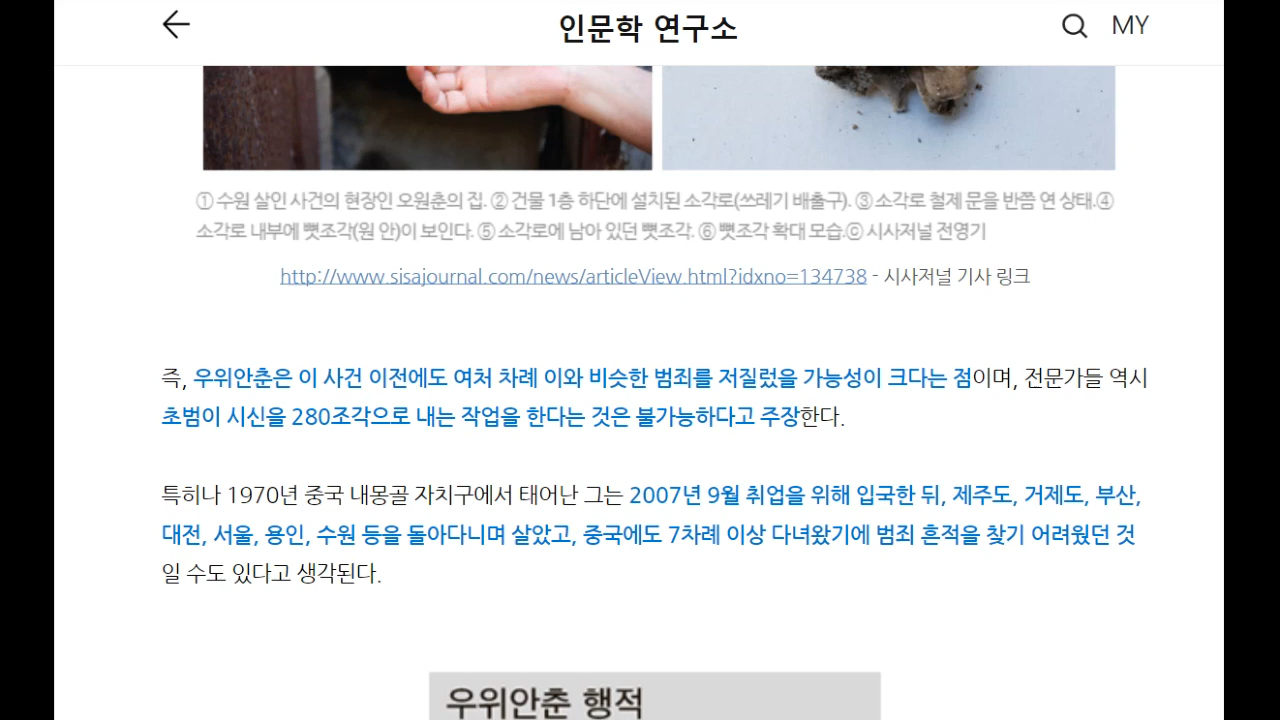 인문학 연구소
MY
① 수원 살인 사건의 현장인 오원춘의 집. ② 건물 1층 하단에 설치된 소각로(쓰레기 배출구). ③ 소각로 철제 문을 반쯤 연 상태.④
소각로 내부에 뼛조각(원 안)이 보인다. ⑤ 소각로에 남아 있던 뼛조각. ⑥ 뼛조각 확대 모습.ⓒ 시사저널 전영기
http://www.sisajournal.com/news/articleView.html?idxno=134738 - 시사저널 기사 링크
즉, 우위안춘은 이 사건 이전에도 여처 차례 이와 비슷한 범죄를 저질렀을 가능성이 크다는 점이며, 전문가들 역시
초범이 시신을 280조각으로 내는 작업을 한다는 것은 불가능하다고 주장한다.
특히나 1970년 중국 내몽골 자치구에서 태어난 그는 2007년 9월 취업을 위해 입국한 뒤, 제주도, 거제도, 부산,
대전, 서울, 용인, 수원 등을 돌아다니며 살았고, 중국에도 7차례 이상 다녀왔기에 범죄 흔적을 찾기 어려웠던 것
일 수도 있다고 생각된다.
우위안춘 행적